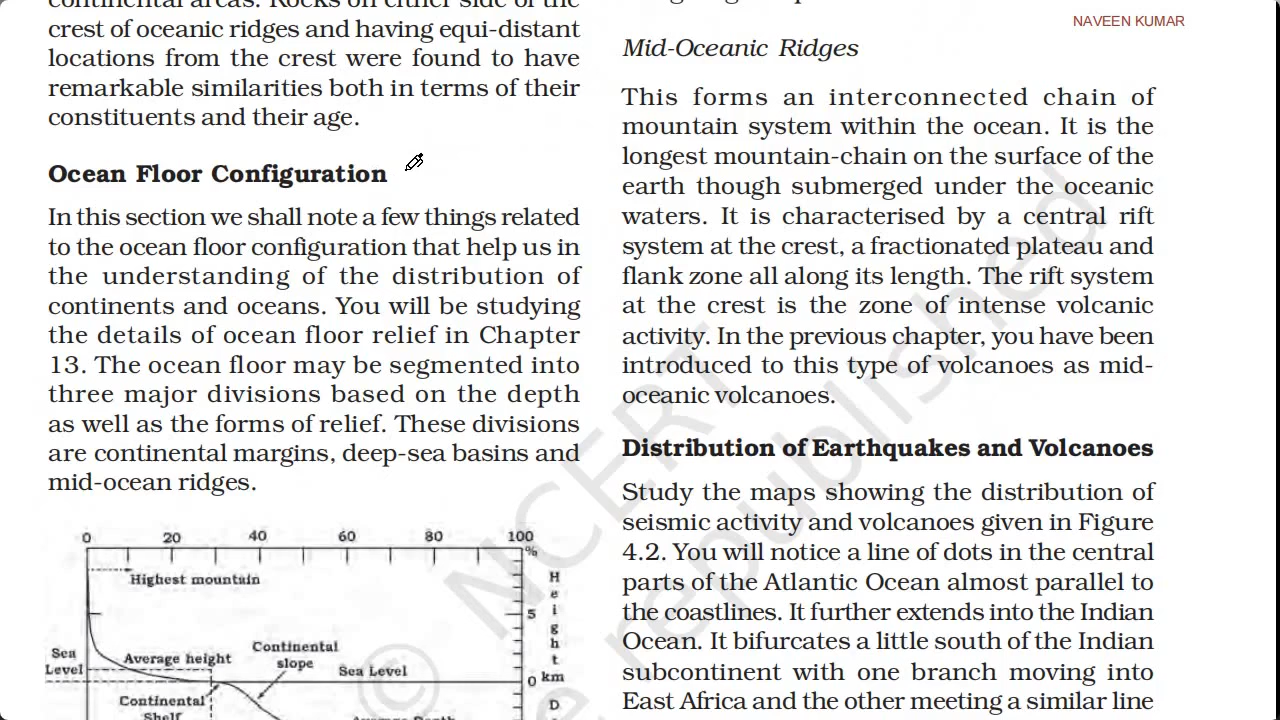 continental areas. Rocks on either side of the
crest of oceanic ridges and having equi-distant
locations from the crest were found to have
remarkable similarities both in terms of their
constituents and their age.
Ocean Floor Configuration
In this section we shall note a few things related
to the ocean floor configuration that help us in
the understanding of the distribution of
continents and oceans. You will be studying
the details of ocean floor relief in Chapter
13. The ocean floor may be segmented into
three major divisions based on the depth
as well as the forms of relief. These divisions
are continental margins, deep-sea basins and
mid-ocean ridges.
0 20 40 60 80 100
%
Highest mountain
5
Height
km
Sea
Level
Average height
Continental
slope
Sea Level
0
D
Continental
Shelf
Average Depth
NAVEEN KUMAR
Mid-Oceanic Ridges
This forms an interconnected chain of
mountain system within the ocean. It is the
longest mountain-chain on the surface of the
earth though submerged under the oceanic
waters. It is characterised by a central rift
system at the crest, a fractionated plateau and
flank zone all along its length. The rift system
at the crest is the zone of intense volcanic
activity. In the previous chapter, you have been
introduced to this type of volcanoes as mid-
oceanic volcanoes.
Distribution of Earthquakes and Volcanoes
Study the maps showing the distribution of
seismic activity and volcanoes given in Figure
4.2. You will notice a line of dots in the central
parts of the Atlantic Ocean almost parallel to
the coastlines. It further extends into the Indian
Ocean. It bifurcates a little south of the Indian
subcontinent with one branch moving into
East Africa and the other meeting a similar line
© NCERT
republished